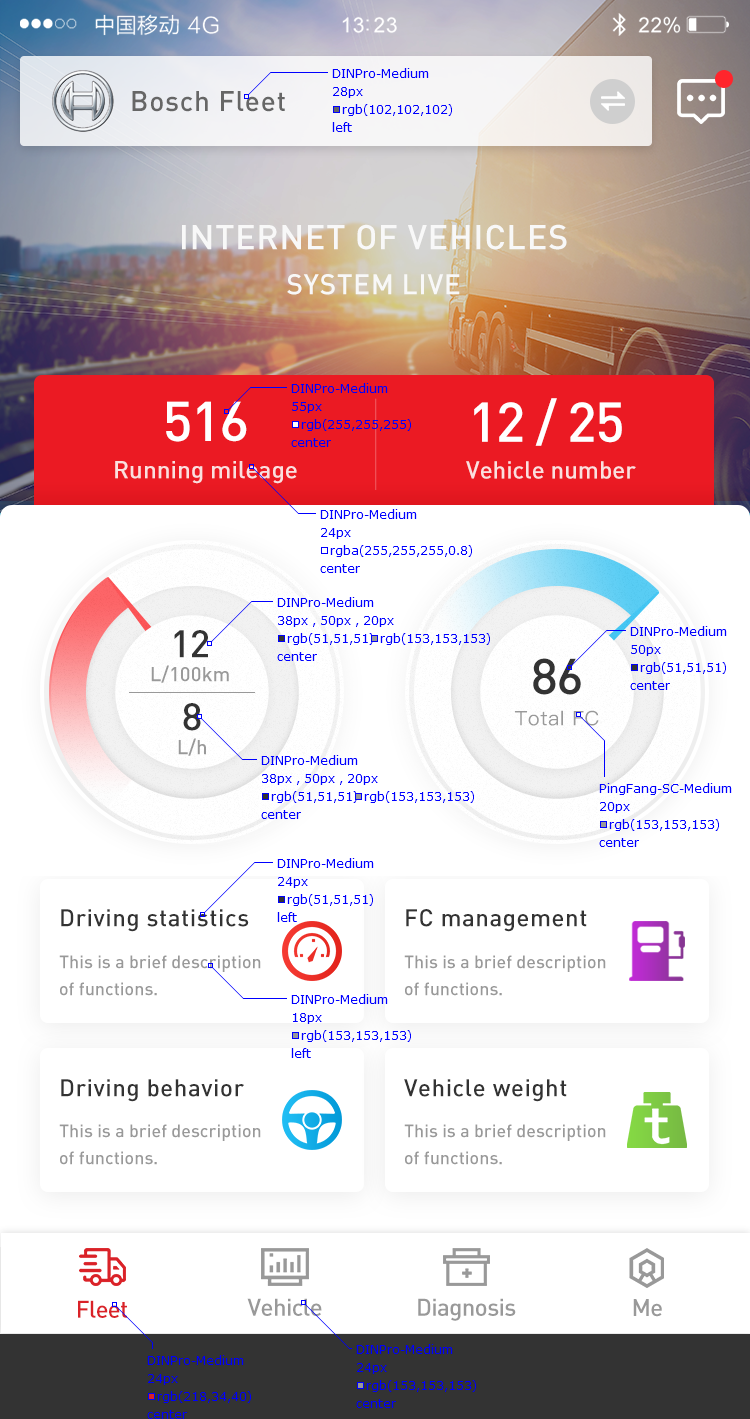 中国移动 4G
13:23
22%
Bosch Fleet
DINPro-Medium
28px
rgb(102,102,102)
left
INTERNET OF VEHICLES
SYSTEM LIVE
516
Running mileage
DINPro-Medium
55px
rgb(255,255,255)
center
12 / 25
Vehicle number
DINPro-Medium
24px
rgba(255,255,255,0.8)
center
12
L/100km
8
L/h
DINPro-Medium
38px , 50px , 20px
rgb(51,51,51) rgb(153,153,153)
center
DINPro-Medium
38px , 50px , 20px
rgb(51,51,51) rgb(153,153,153)
center
86
Total FC
DINPro-Medium
50px
rgb(51,51,51)
center
PingFang-SC-Medium
20px
rgb(153,153,153)
center
Driving statistics
This is a brief description
of functions.
DINPro-Medium
24px
rgb(51,51,51)
left
DINPro-Medium
18px
rgb(153,153,153)
left
FC management
This is a brief description
of functions.
Driving behavior
This is a brief description
of functions.
Vehicle weight
This is a brief description
of functions.
t
Fleet
Vehicle
Diagnosis
Me
DINPro-Medium
24px
rgb(218,34,40)
center
DINPro-Medium
24px
rgb(153,153,153)
center